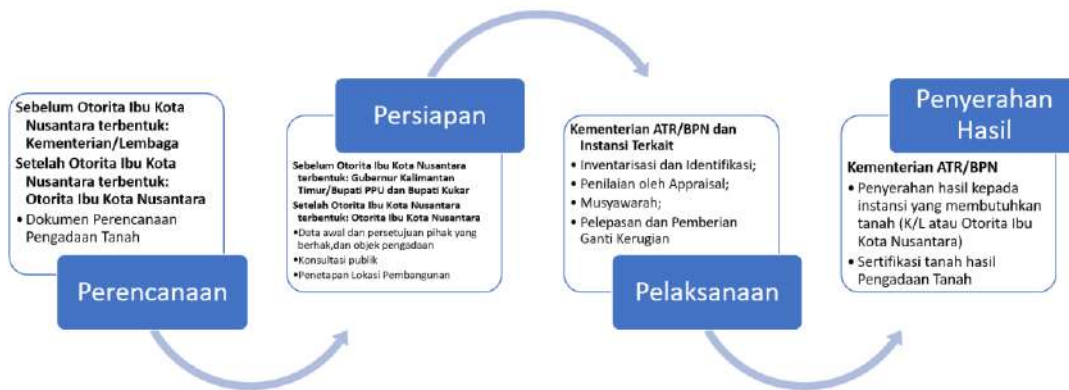 Sebelum Otorita Ibu Kota
Nusantara terbentuk:
Kementerian/Lembaga
Setelah Otorita Ibu Kota
Nusantara terbentuk:
Otorita Ibu Kota Nusantara
• Dokumen Perencanaan
Pengadaan Tanah
Perencanaan
Persiapan
Sebelum Otorita Ibu Kota Nusantara
terbentuk: Gubernur Kalimantan
Timur/Bupati PPU dan Bupati Kukar
Setelah Otorita Ibu Kota Nusantara
terbentuk: Otorita Ibu Kota Nusantara
•Data awal dan persetujuan pihak yang
berhak,dan objek pengadaan
•Konsultasi publik
•Penetapan Lokasi Pembangunan
Kementerian ATR/BPN dan
Instansi Terkait
• Inventarisasi dan Identifikasi;
• Penilaian oleh Appraisal;
• Musyawarah;
• Pelepasan dan Pemberian
Ganti Kerugian
Pelaksanaan
Penyerahan
Hasil
Kementerian ATR/BPN
• Penyerahan hasil kepada
instansi yang membutuhkan
tanah (K/L atau Otorita Ibu
Kota Nusantara)
• Sertifikasi tanah hasil
Pengadaan Tanah